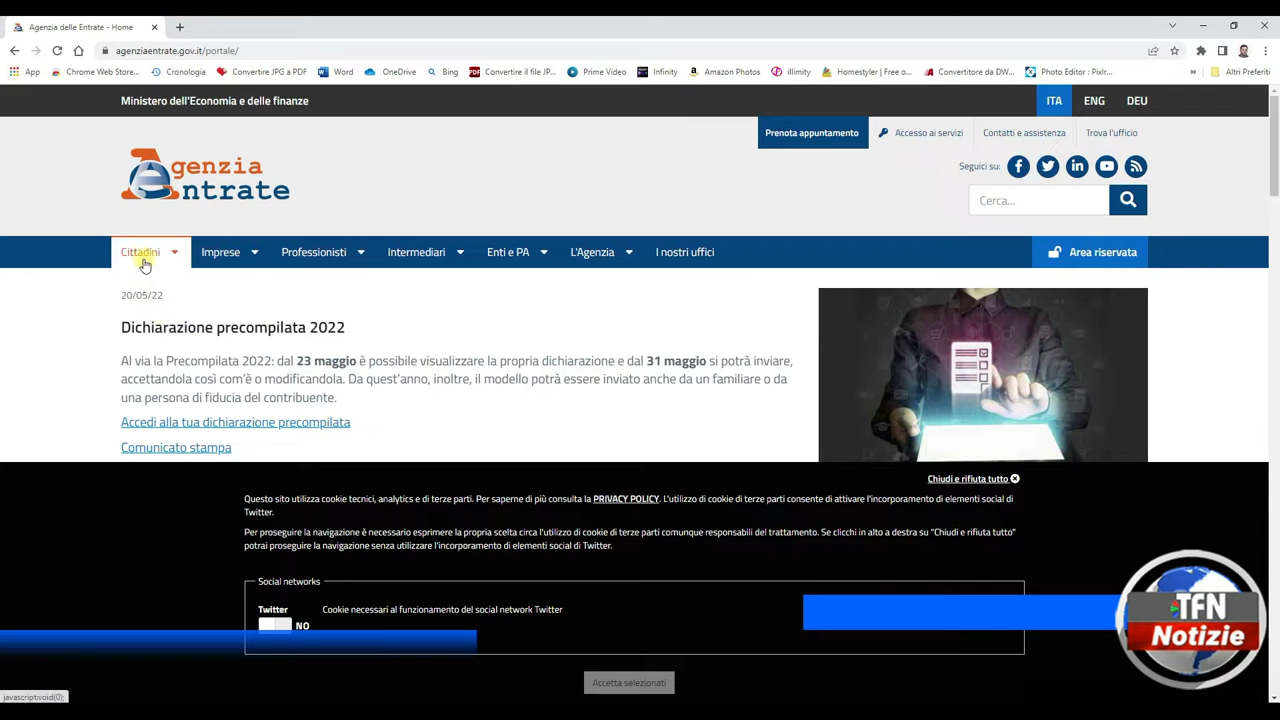 Agenzia delle Entrate - Home
agenziaentrate.gov.it/portale/
App
Chrome Web Store...
Cronologia
Convertire JPG a PDF
Word
OneDrive
Bing
Convertire il file JP...
Prime Video
Infinity
Amazon Photos
illimity
Homestyler | Free o...
Convertitore da DW...
Photo Editor : Pixlr...
»
Altri Preferiti
Ministero dell'Economia e delle finanze
ITA
ENG
DEU
Prenota appuntamento
Accesso ai servizi
Contatti e assistenza
Trova l'ufficio
Agenzia
Entrate
Seguici su:
Cerca...
Cittadini
Imprese
Professionisti
Intermediari
Enti e PA
L'Agenzia
I nostri uffici
Area riservata
20/05/22
Dichiarazione precompilata 2022
Al via la Precompilata 2022: dal 23 maggio è possibile visualizzare la propria dichiarazione e dal 31 maggio si potrà inviare,
accettandola così com'è o modificandola. Da quest'anno, inoltre, il modello potrà essere inviato anche da un familiare o da
una persona di fiducia del contribuente.
Accedi alla tua dichiarazione precompilata
Comunicato stampa
Chiudi e rifiuta tutto
Questo sito utilizza cookie tecnici, analytics e di terze parti. Per saperne di più consulta la PRIVACY POLICY. L'utilizzo di cookie di terze parti consente di attivare l'incorporamento di elementi social di
Twitter.
Per proseguire la navigazione è necessario esprimere la propria scelta circa l'utilizzo di cookie di terze parti comunque responsabili del trattamento. Se clicchi in alto a destra su "Chiudi e rifiuta tutto"
potrai proseguire la navigazione senza utilizzare l'incorporamento di elementi social di Twitter.
Social networks
Twitter
Cookie necessari al funzionamento del social network Twitter
NO
Accetta selezionati
TFN
Notizie
javascript:void(0);